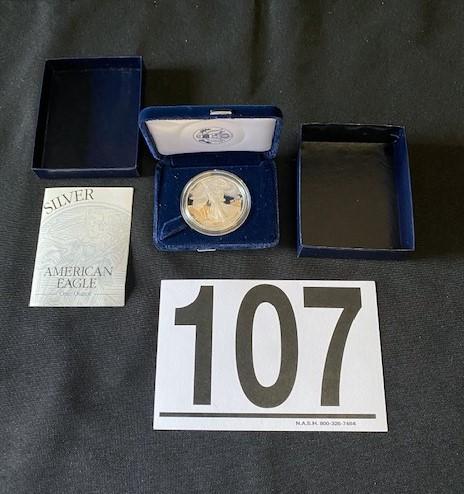 SILVER
AMERICAN
EAGLE
One Ounce
107
N.A.S.H. 800-326-7484